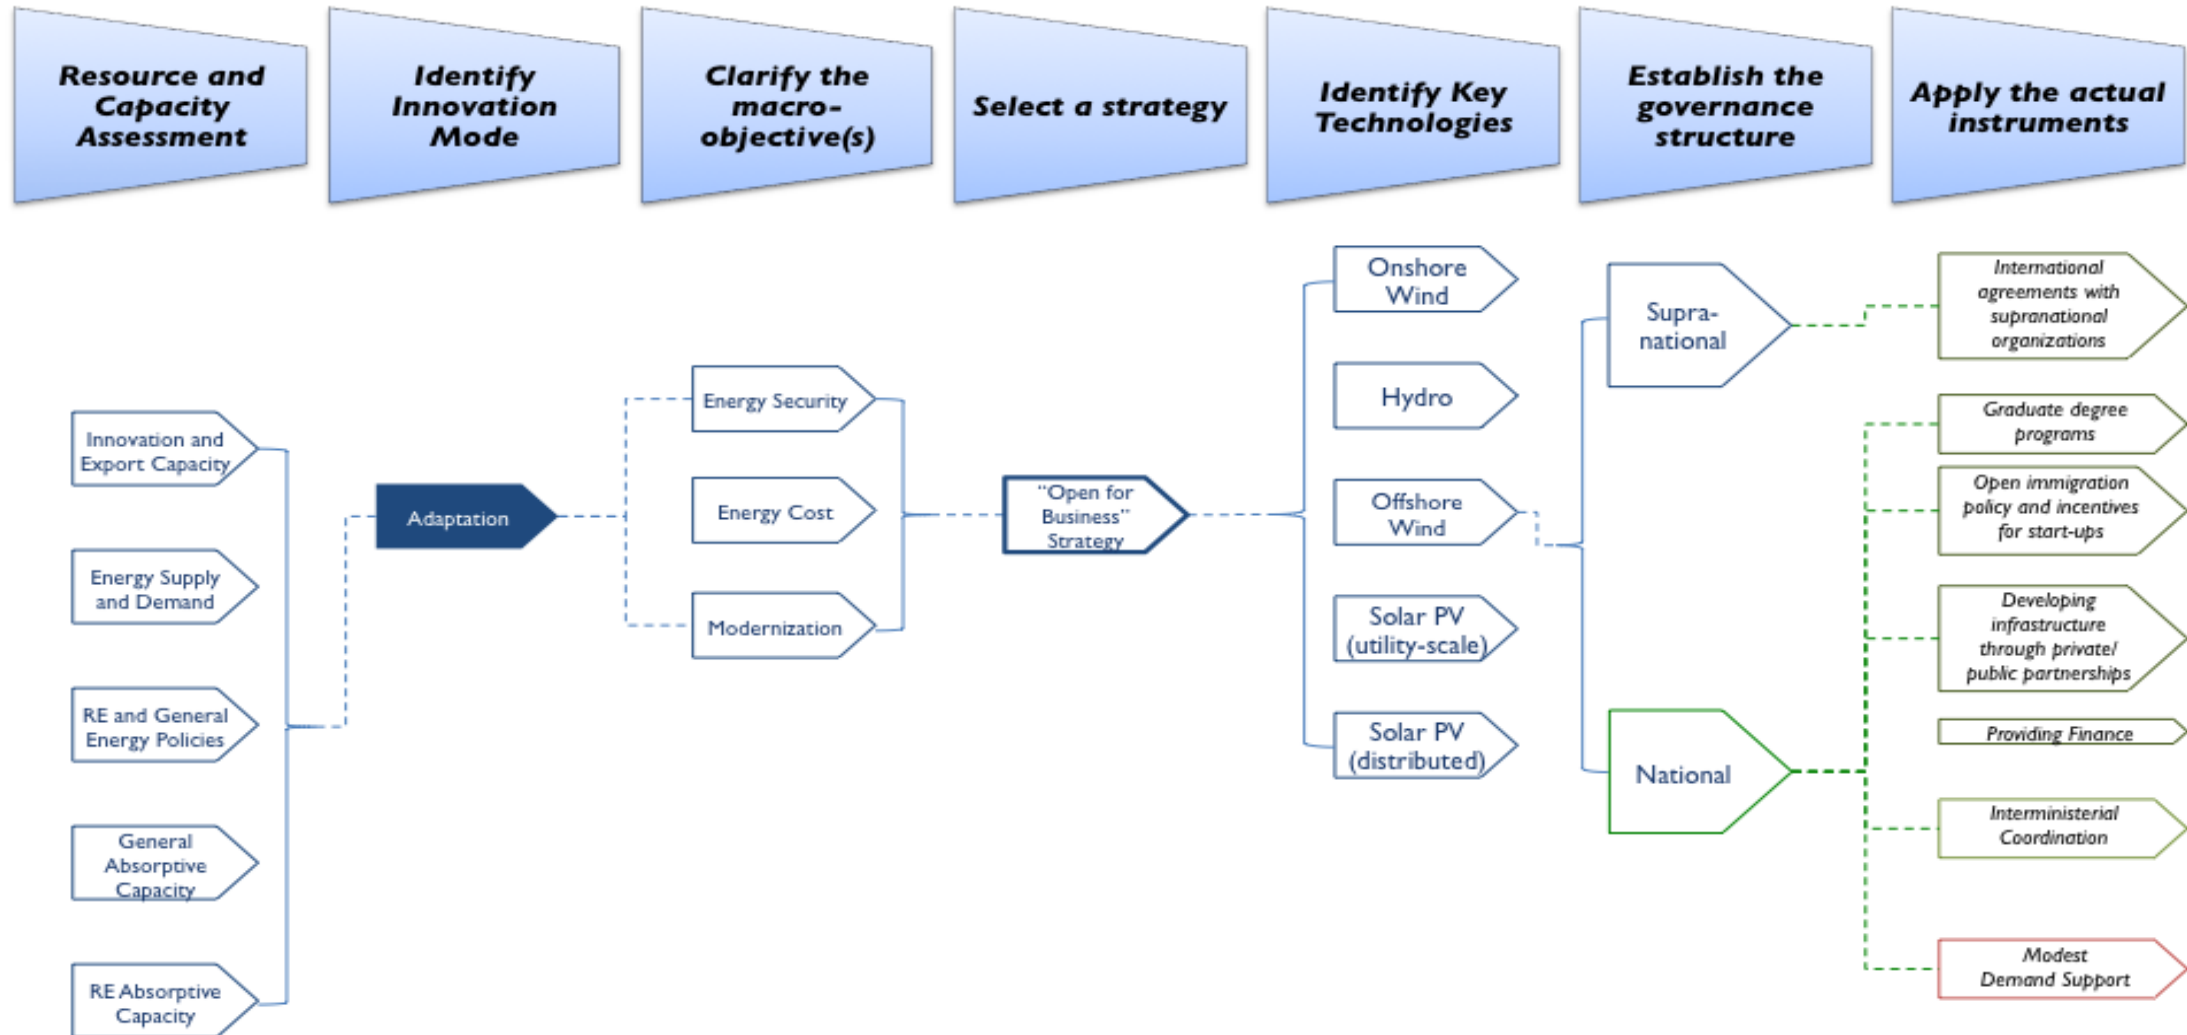 Resource and
Capacity
Assessment
Identify
Innovation
Mode
Clarify the
macro-
objective(s)
Select a strategy
Identify Key
Technologies
Establish the
governance
structure
Apply the actual
instruments
Innovation and
Export Capacity
Energy Supply
and Demand
RE and General
Energy Policies
General
Absorptive
Capacity
RE Absorptive
Capacity
Adaptation
Energy Security
Energy Cost
Modernization
"Open for
Business"
Strategy
Onshore
Wind
Hydro
Offshore
Wind
Solar PV
(utility-scale)
Solar PV
(distributed)
Supra-
national
National
International
agreements with
supranational
organizations
Graduate degree
programs
Open immigration
policy and incentives
for start-ups
Developing
infrastructure
through private/
public partnerships
Providing Finance
Interministerial
Coordination
Modest
Demand Support